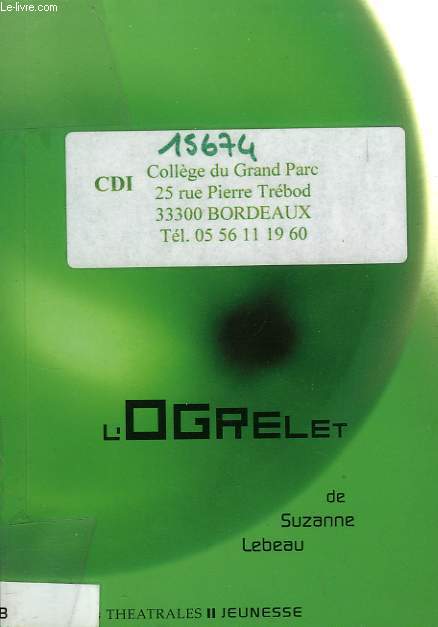 Le-livre.com
15674
CDI
Collège du Grand Parc
25 rue Pierre Trébod
33300 BORDEAUX
Tél. 05 56 11 19 60
L'OGRELET
de
Suzanne
Lebeau
THEATRALES II JEUNESSE